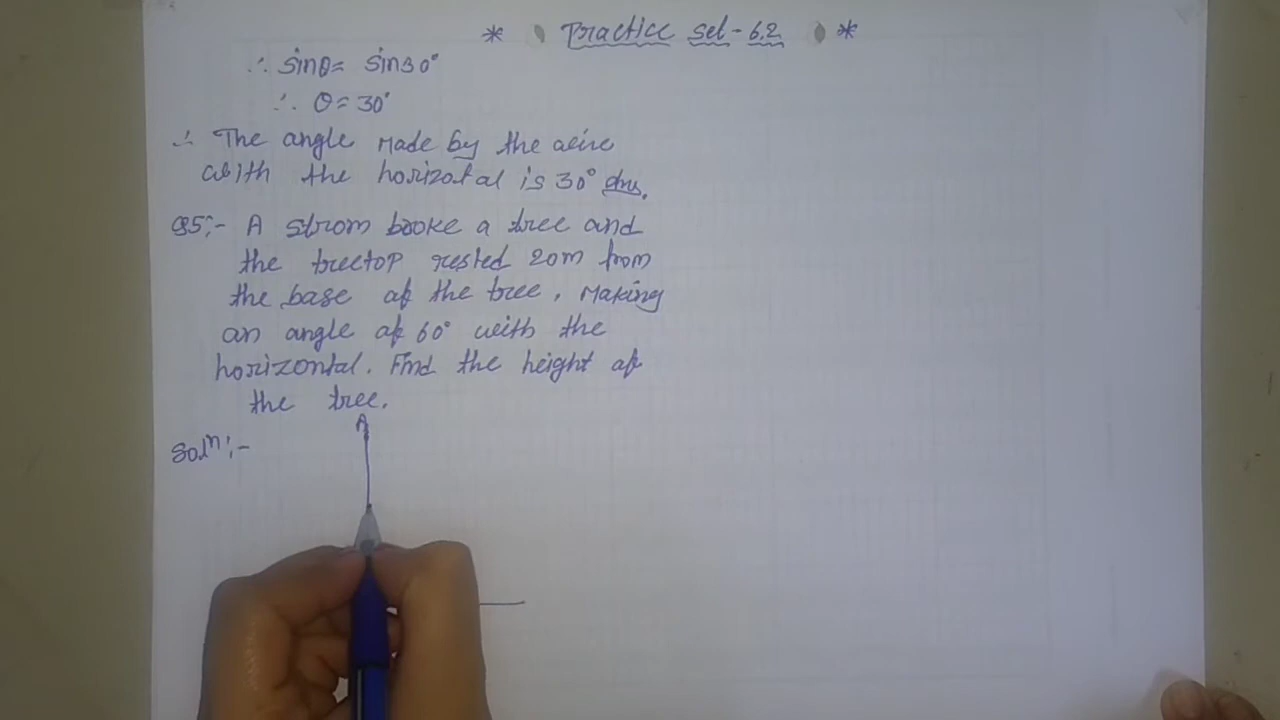 * Practice set - 6.2 *
∴ sinθ = sin30°
∴ θ = 30°
∴ The angle made by the wire
with the horizotal is 30° Ans.
Q5:- A strom broke a tree and
the treetop rested 20m from
the base of the tree, Making
an angle of 60° with the
horizontal. Find the height of
the tree.
A
Solⁿ:-